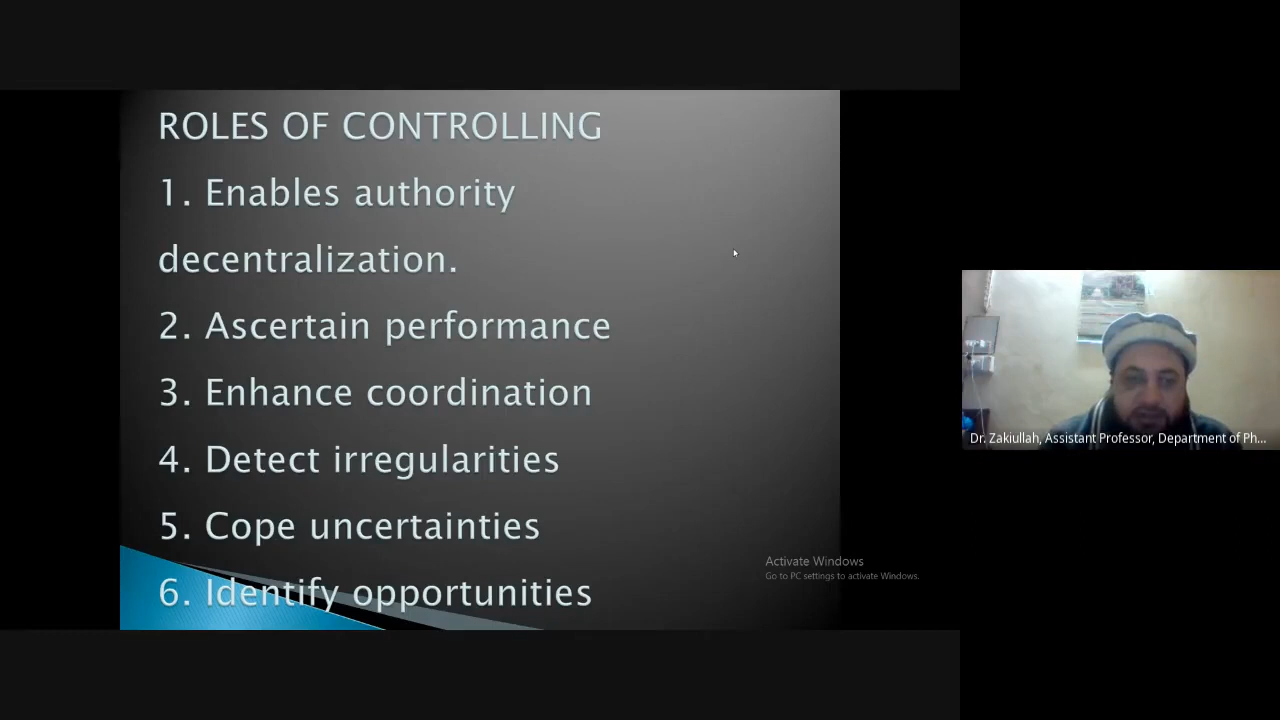 ROLES OF CONTROLLING
1. Enables authority
decentralization.
2. Ascertain performance
3. Enhance coordination
4. Detect irregularities
5. Cope uncertainties
6. Identify opportunities
Activate Windows
Go to PC settings to activate Windows.
Dr. Zakiullah, Assistant Professor, Department of Ph...